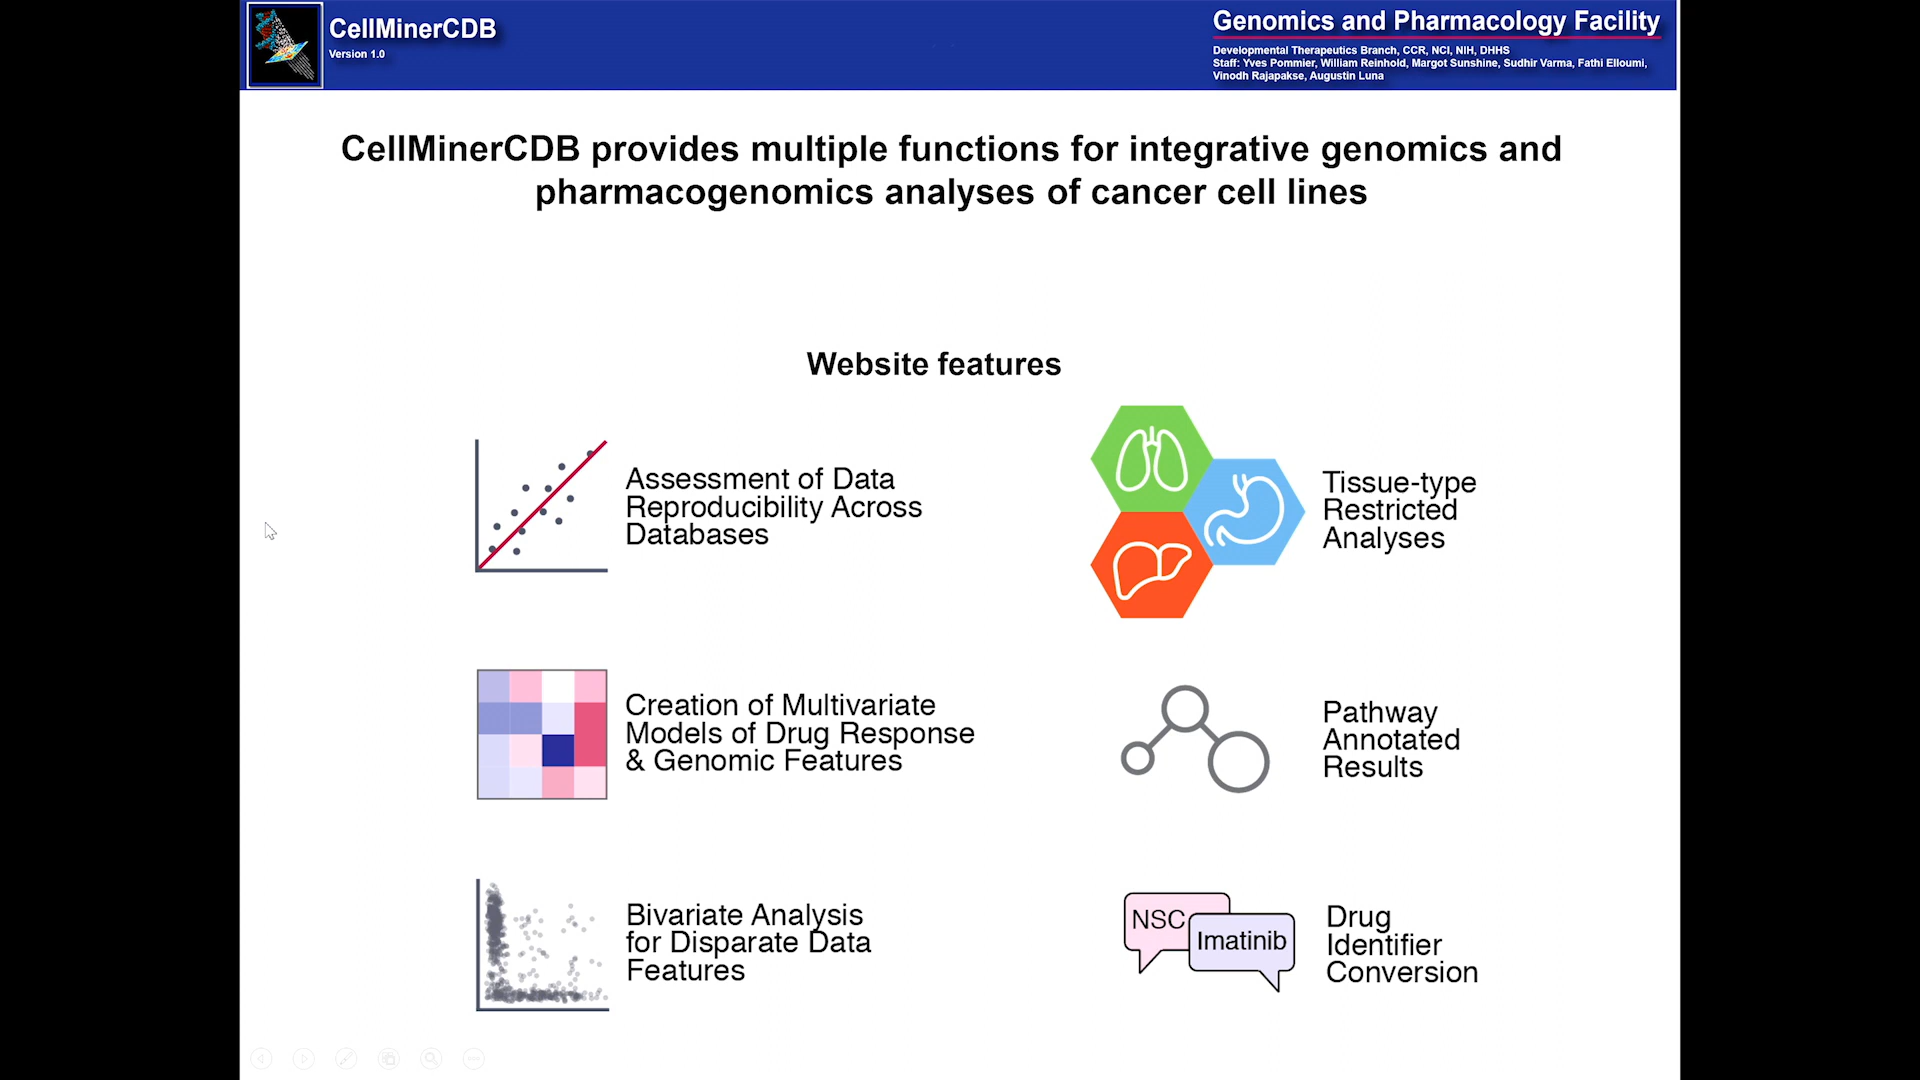 CellMinerCDB
Version 1.0
Genomics and Pharmacology Facility
Developmental Therapeutics Branch, CCR, NCI, NIH, DHHS
Staff: Yves Pommier, William Reinhold, Margot Sunshine, Sudhir Varma, Fathi Elloumi,
Vinodh Rajapakse, Augustin Luna
CellMinerCDB provides multiple functions for integrative genomics and
pharmacogenomics analyses of cancer cell lines
Website features
Assessment of Data
Reproducibility Across
Databases
Tissue-type
Restricted
Analyses
Creation of Multivariate
Models of Drug Response
& Genomic Features
Pathway
Annotated
Results
Bivariate Analysis
for Disparate Data
Features
NSC
Imatinib
Drug
Identifier
Conversion